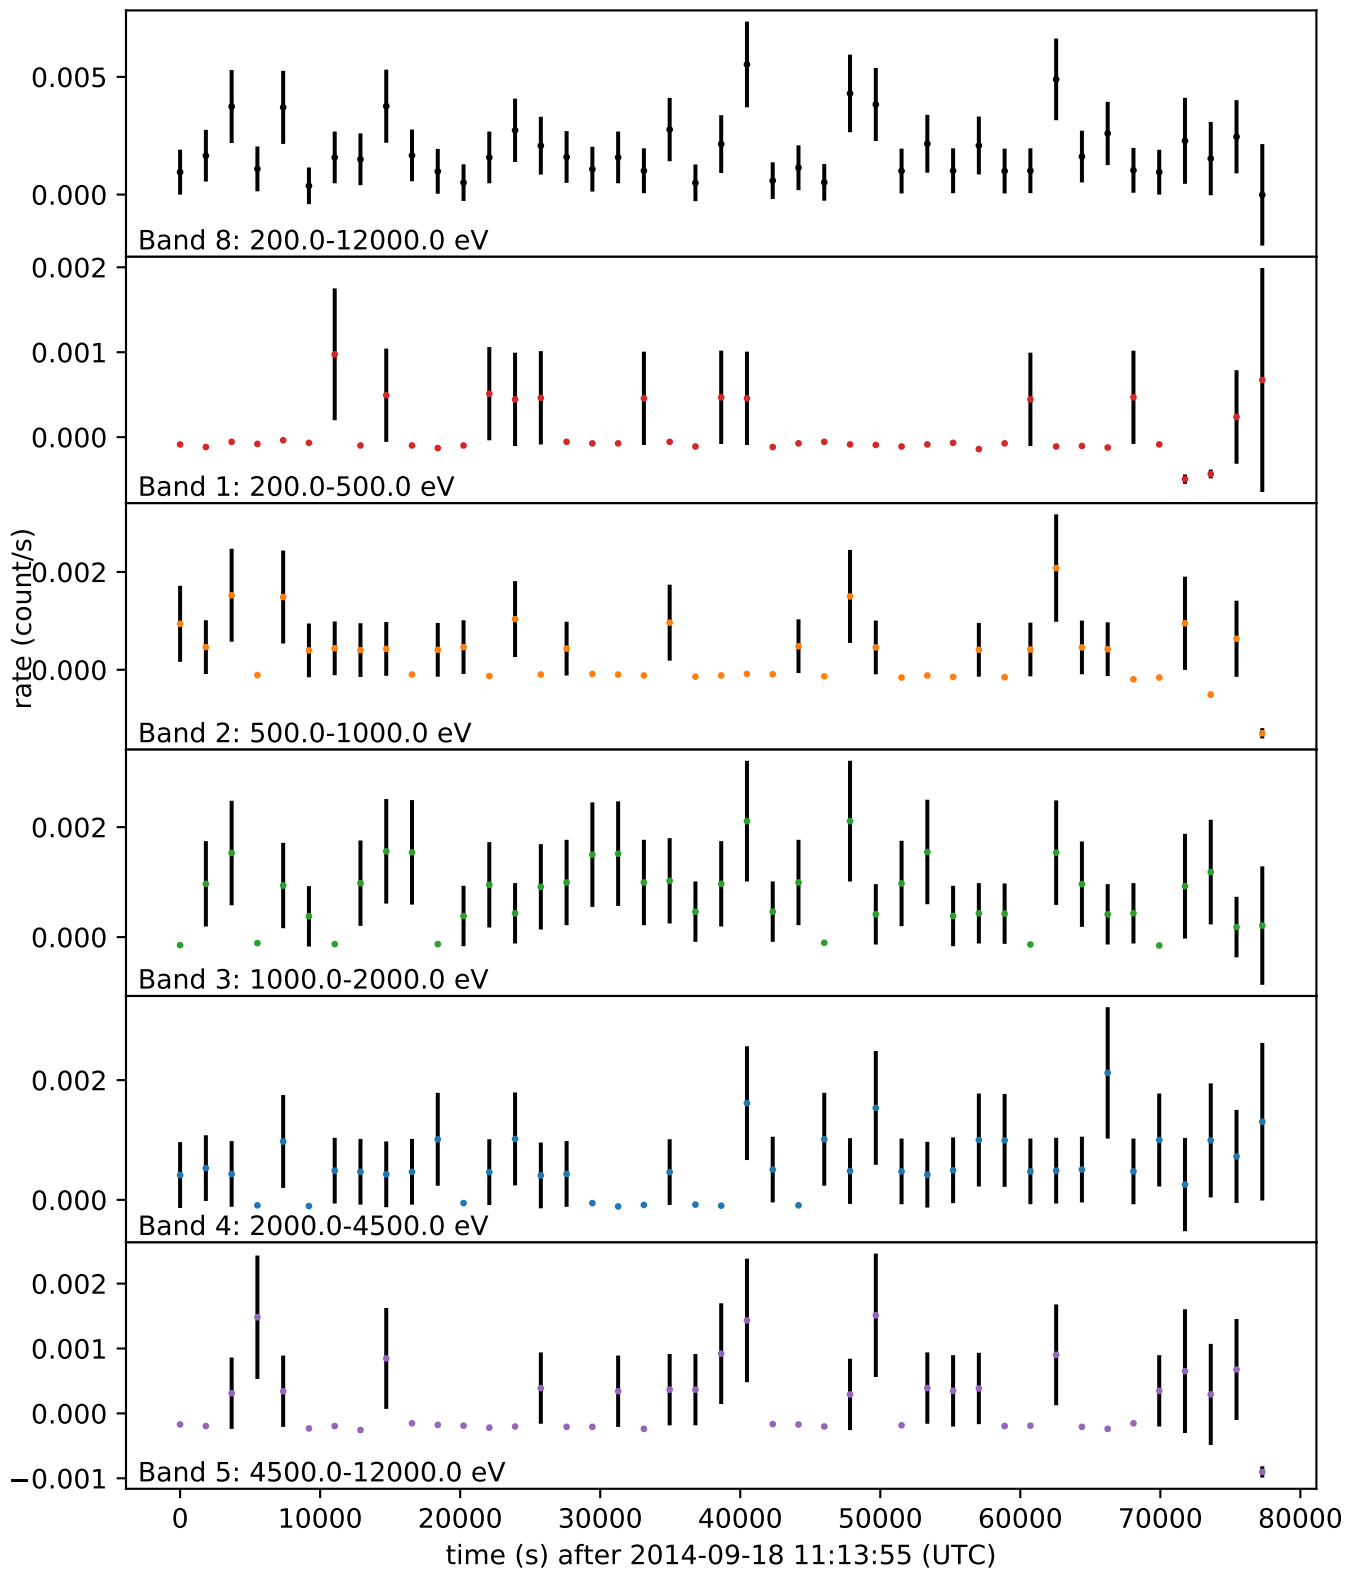 0.005
0.000
Band 8: 200.0-12000.0 eV
0.002
0.001
0.000
Band 1: 200.0-500.0 eV
rate (count/s)
0.002
0.000
Band 2: 500.0-1000.0 eV
0.002
0.000
Band 3: 1000.0-2000.0 eV
0.002
0.000
Band 4: 2000.0-4500.0 eV
0.002
0.001
0.000
−0.001
Band 5: 4500.0-12000.0 eV
0 10000 20000 30000 40000 50000 60000 70000 80000
time (s) after 2014-09-18 11:13:55 (UTC)